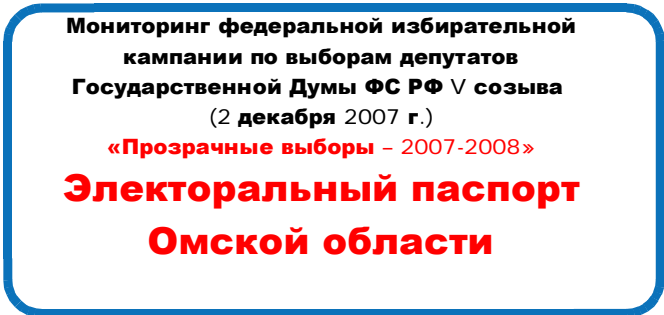 Мониторинг федеральной избирательной
кампании по выборам депутатов
Государственной Думы ФС РФ V созыва
(2 декабря 2007 г.)
«Прозрачные выборы – 2007-2008»
Электоральный паспорт
Омской области